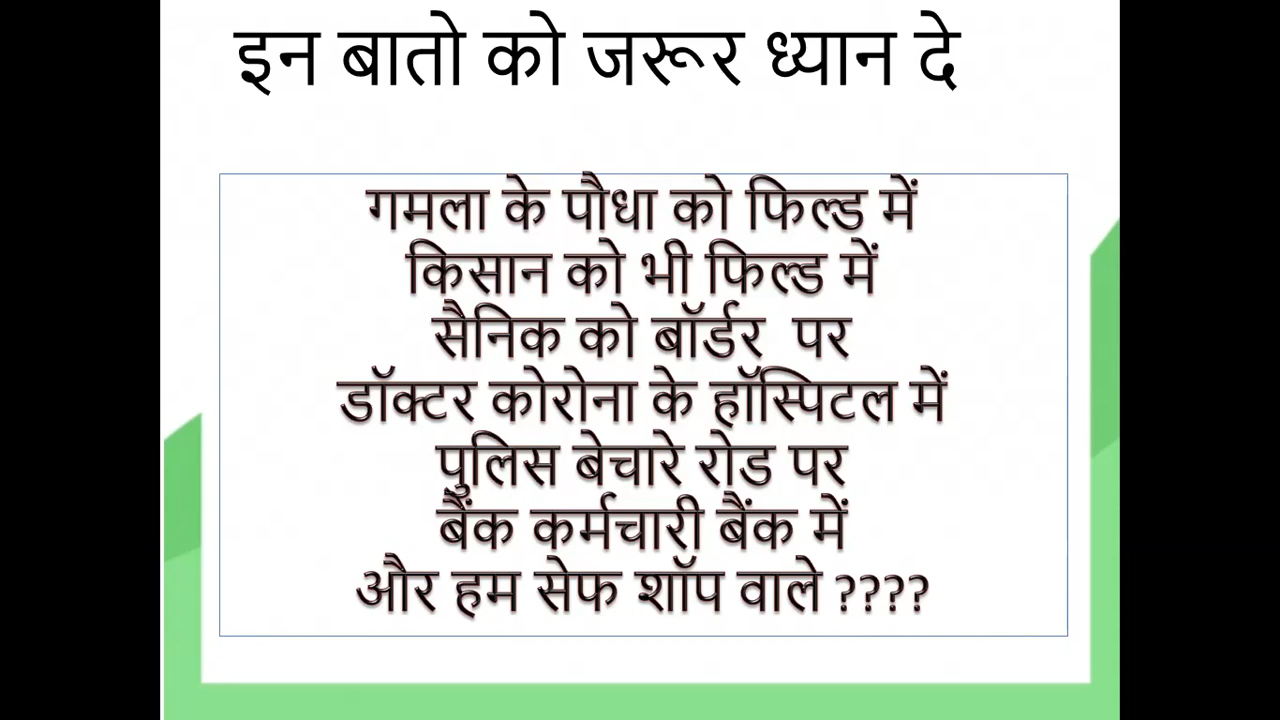 इन बातो को जरूर ध्यान दे
गमला के पौधा को फिल्ड में
किसान को भी फिल्ड में
सैनिक को बॉर्डर पर
डॉक्टर कोरोना के हॉस्पिटल में
पुलिस बेचारे रोड पर
बैंक कर्मचारी बैंक में
और हम सेफ शॉप वाले ????